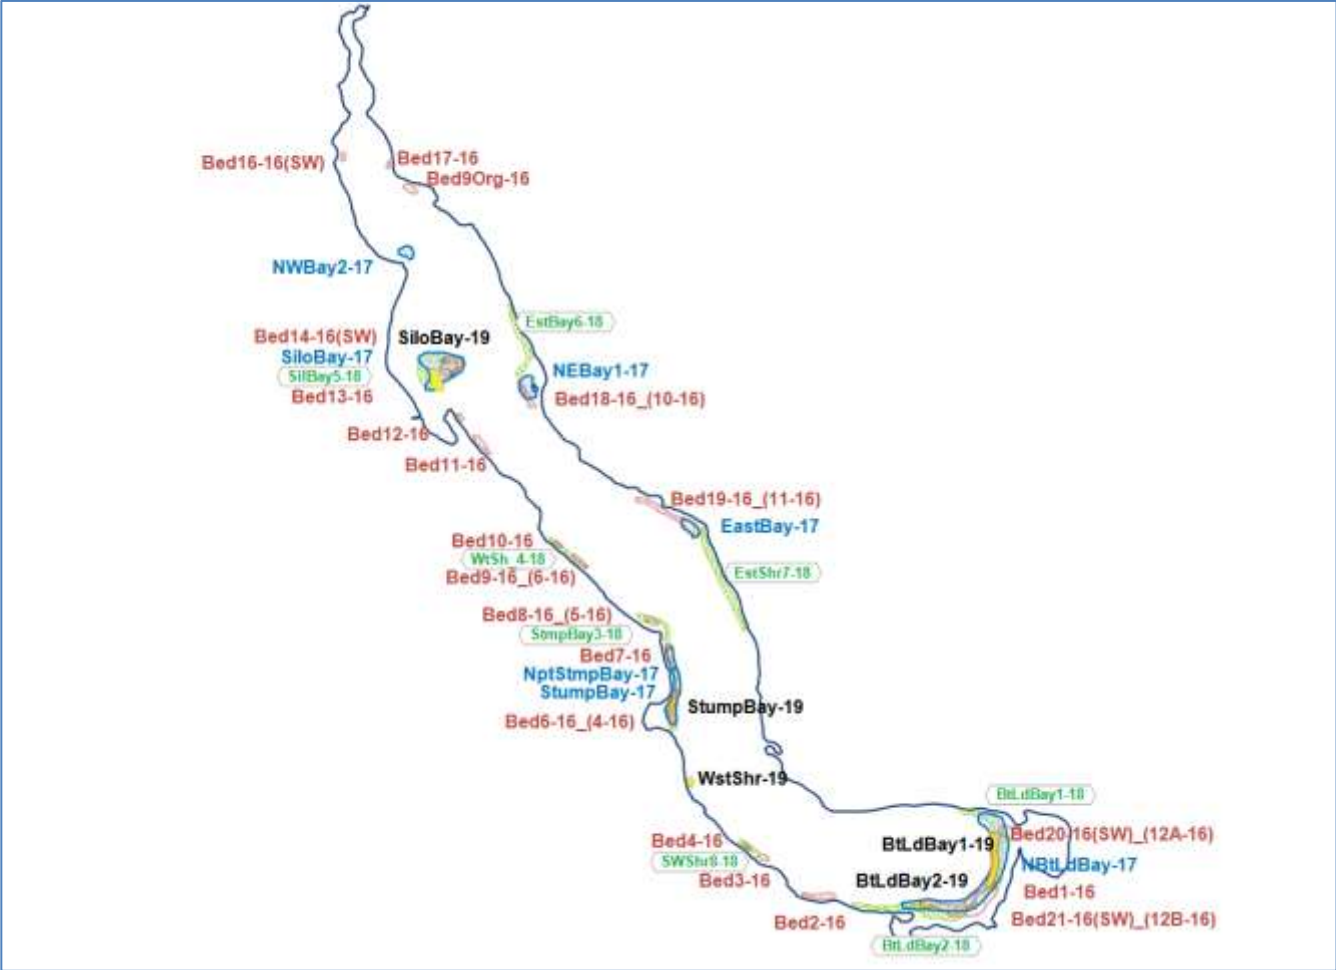 Bed16-16(SW)
Bed17-16
Bed9Org-16
NWBay2-17
EstBay6-18
Bed14-16(SW)
SiloBay-19
SiloBay-17
SilBay5-18
Bed13-16
NEBay1-17
Bed18-16_(10-16)
Bed12-16
Bed11-16
Bed19-16_(11-16)
EastBay-17
Bed10-16
WtSh_4-18
Bed9-16_(6-16)
EstShr7-18
Bed8-16_(5-16)
StmpBay3-18
Bed7-16
NptStmpBay-17
StumpBay-17
StumpBay-19
Bed6-16_(4-16)
WstShr-19
BtLdBay1-18
Bed20-16(SW)_(12A-16)
Bed4-16
BtLdBay1-19
SWShr8-18
NBtLdBay-17
Bed3-16
BtLdBay2-19
Bed1-16
Bed2-16
Bed21-16(SW)_(12B-16)
BtLdBay2-18